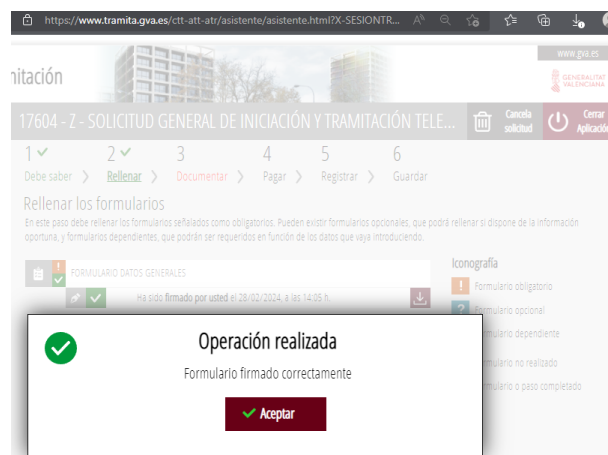 https://www.tramita.gva.es/ctt-att-atr/asistente/asistente.html?X-SESIONTR...
www.gva.es
nitación
GENERALITAT
VALENCIANA
17604 - Z - SOLICITUD GENERAL DE INICIACIÓN Y TRAMITACIÓN TELE...
Cancela
solicitud
Cerrar
Aplicación
1 2 3 4 5 6
Debe saber > Rellenar > Documentar > Pagar > Registrar > Guardar
Rellenar los formularios
En este paso debe rellenar los formularios señalados como obligatorios. Pueden existir formularios opcionales, que podrá rellenar si dispone de la información
oportuna, y formularios dependientes, que podrán ser requeridos en función de los datos que vaya introduciendo.
Iconografía
FORMULARIO DATOS GENERALES
! Formulario obligatorio
Ha sido firmado por usted el 28/02/2024, a las 14:05 h.
? Formulario opcional
mulario dependiente
mulario no realizado
mulario o paso completado
Operación realizada
Formulario firmado correctamente
Aceptar